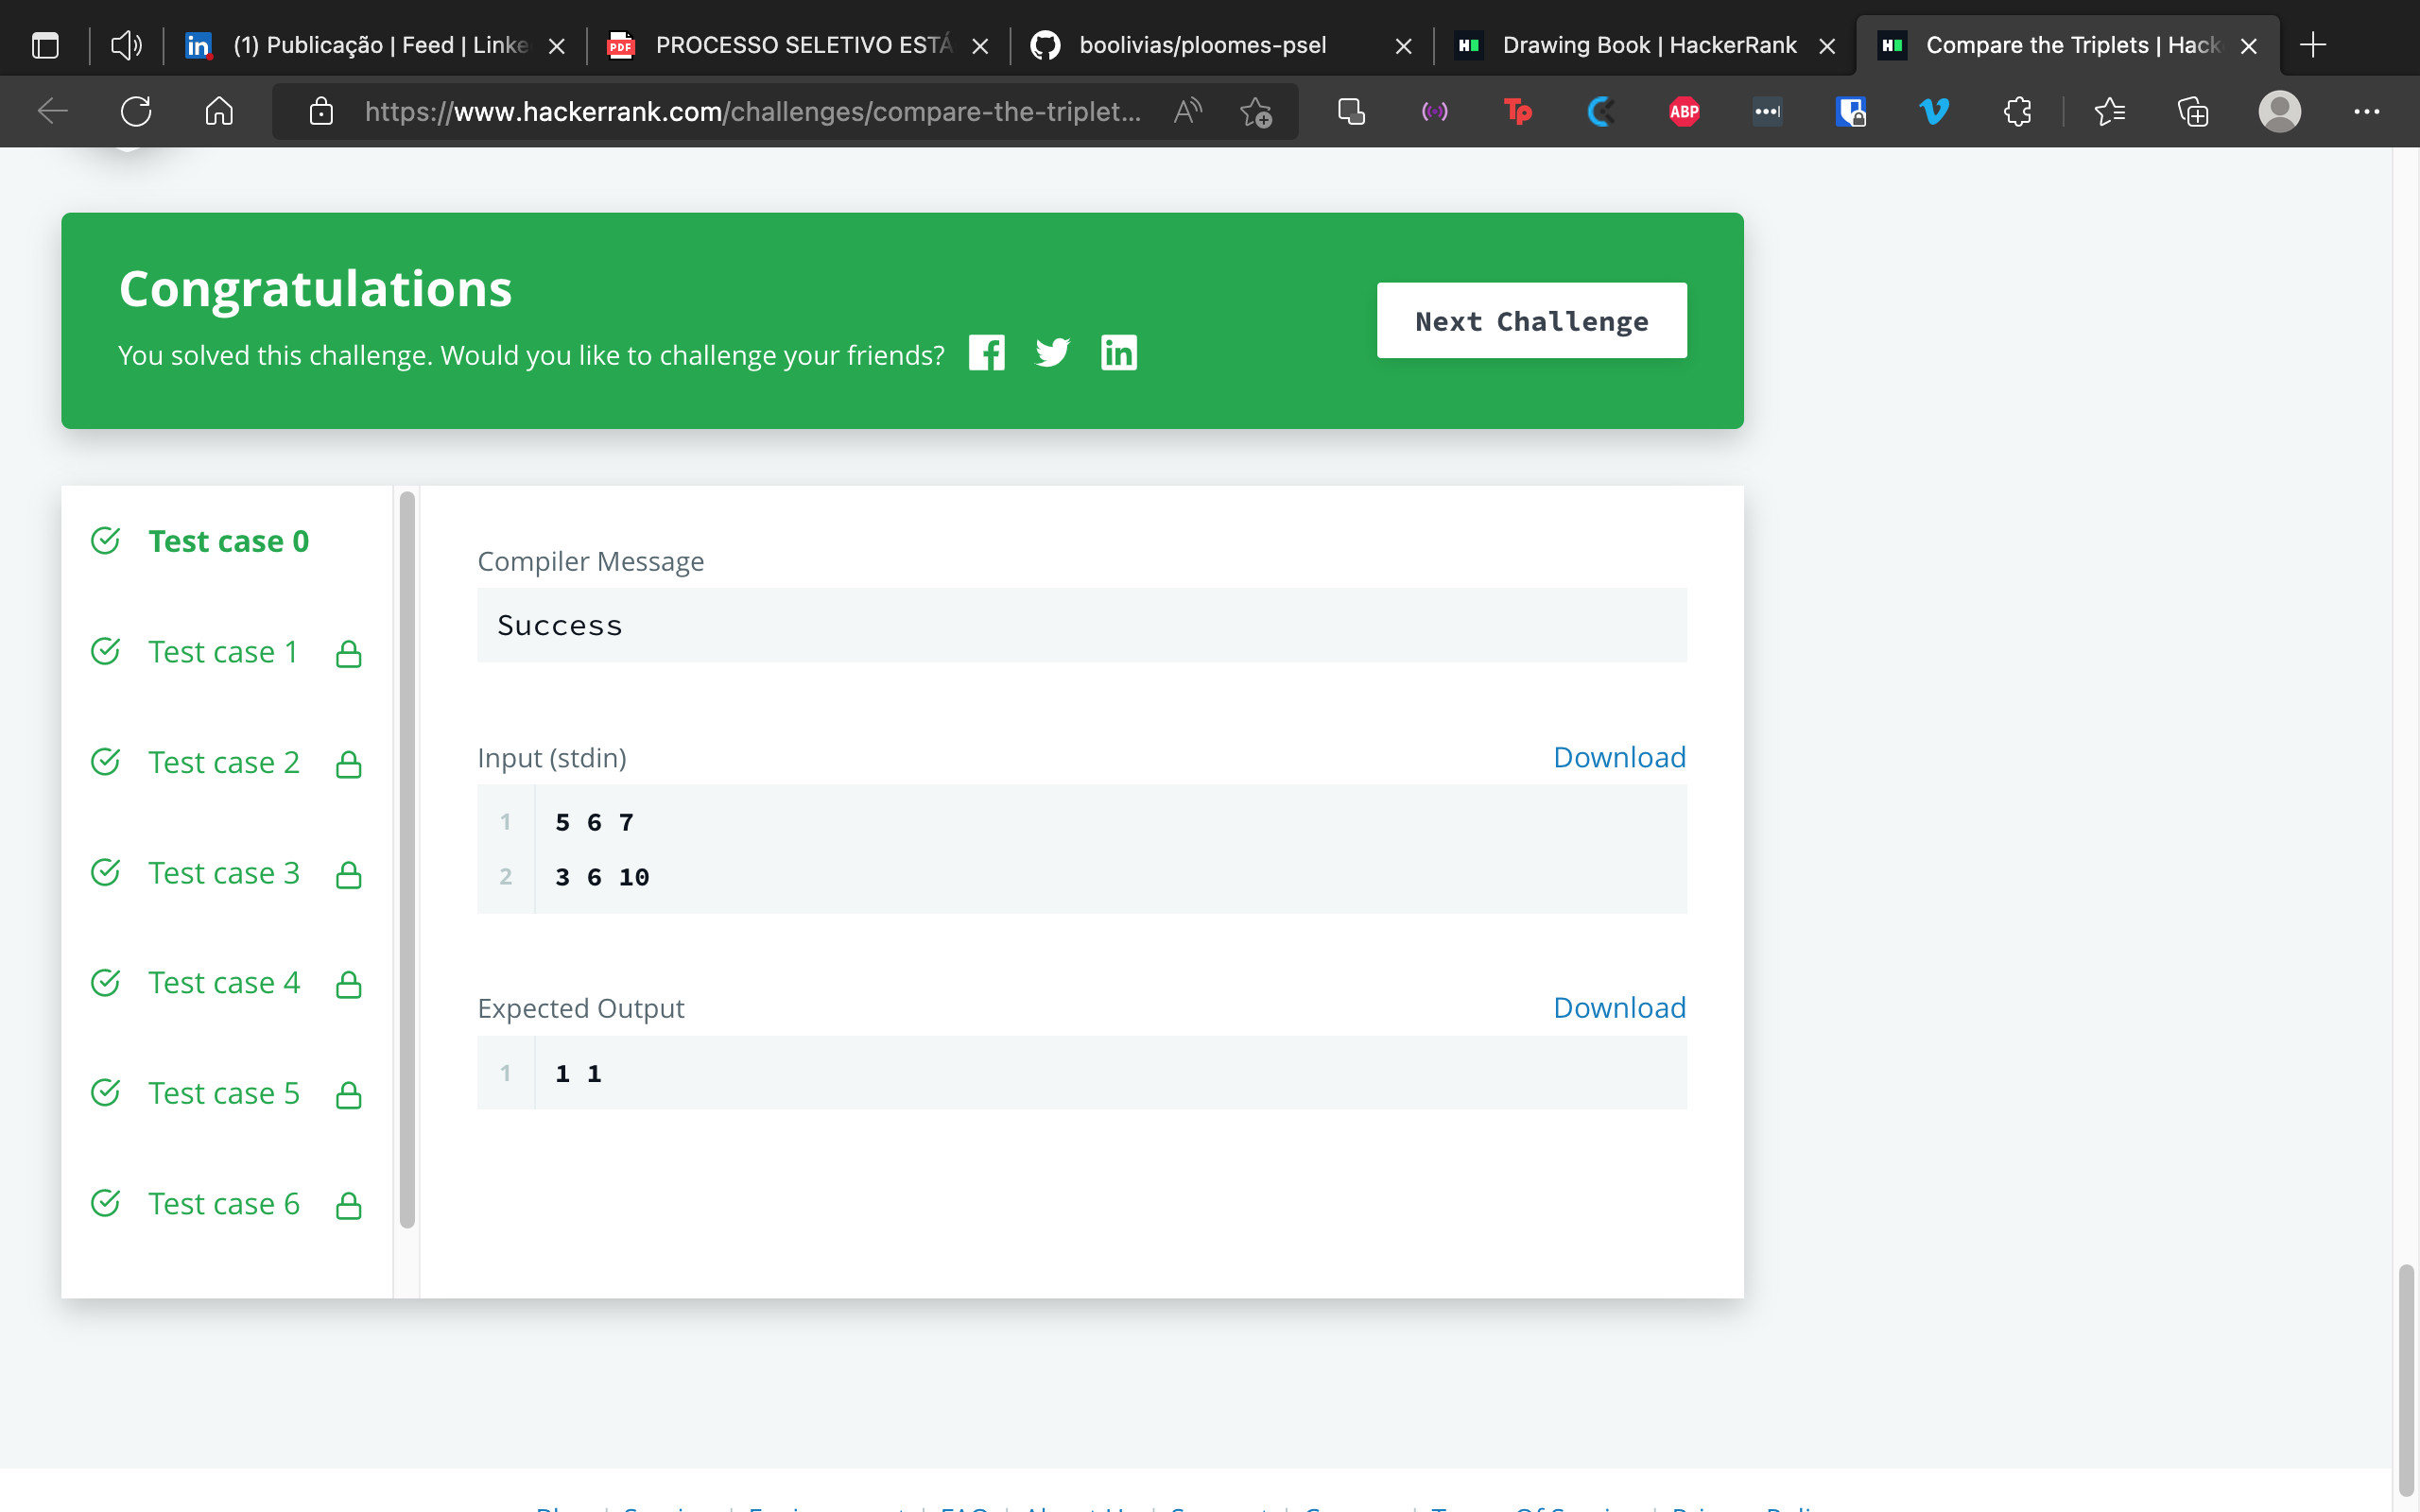 (1) Publicação | Feed | Linke
PDF
PROCESSO SELETIVO ESTÁ
boolivias/ploomes-psel
Drawing Book | HackerRank
Compare the Triplets | Hack
https://www.hackerrank.com/challenges/compare-the-triplet...
ABP
Congratulations
You solved this challenge. Would you like to challenge your friends?
Next Challenge
Test case 0
Test case 1
Test case 2
Test case 3
Test case 4
Test case 5
Test case 6
Compiler Message
Success
Input (stdin)
Download
1 5 6 7
2 3 6 10
Expected Output
Download
1 1 1